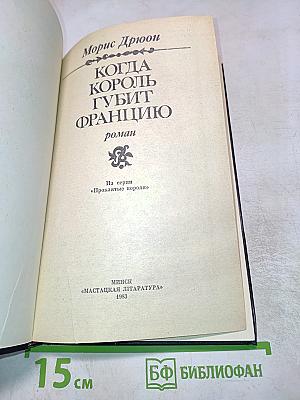 Морис Дрюон
КОГДА
КОРОЛЬ
ГУБИТ
ФРАНЦИЮ
роман
Из серии
«Проклятые короли»
МИНСК
«МАСТАЦКАЯ ЛІТАРАТУРА»
1983
15 см
БФ БИБЛИОФАН